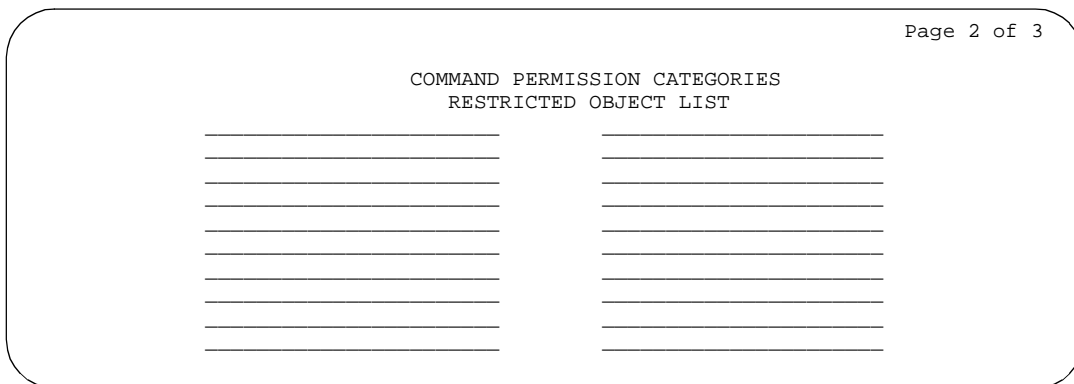 Page 2 of 3
COMMAND PERMISSION CATEGORIES
RESTRICTED OBJECT LIST